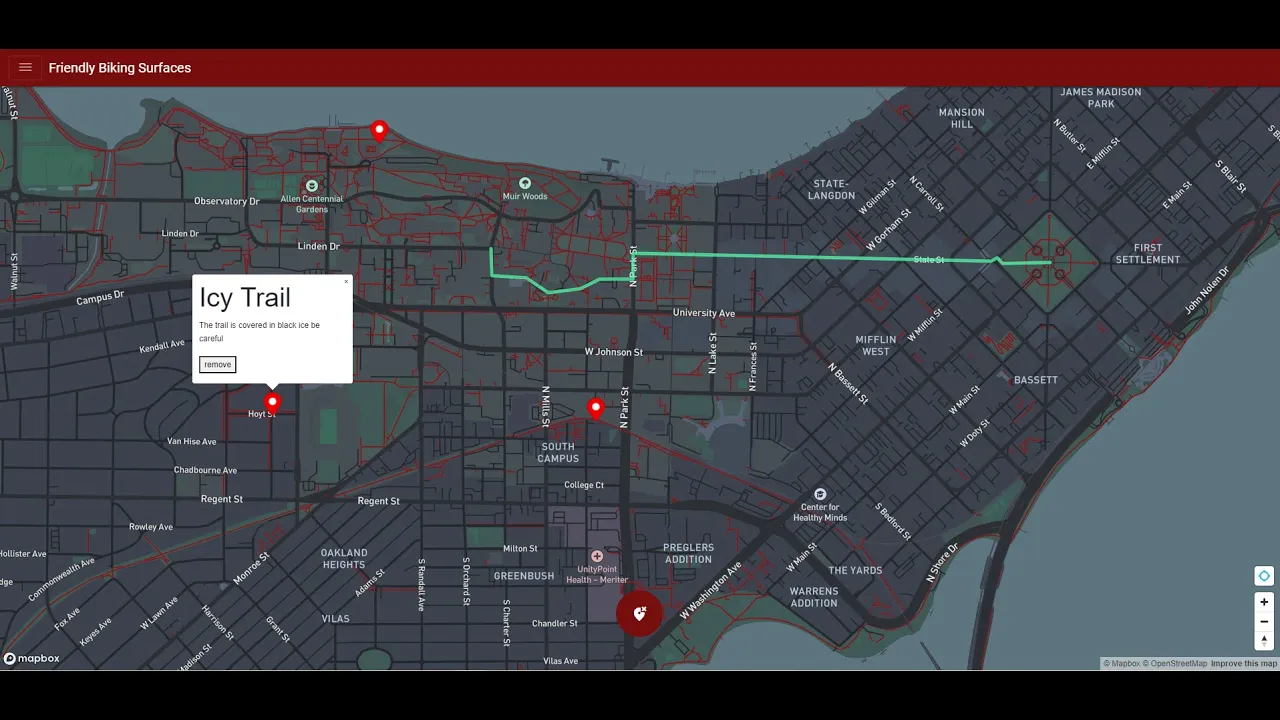 Friendly Biking Surfaces
JAMES MADISON
PARK
MANSION
HILL
N Butler St
E Mifflin St
S Blair St
STATE-
LANGDON
W Gilman St
N Carroll St
E Main St
Allen Centennial
Gardens
Muir Woods
Observatory Dr
W Gorham St
Linden Dr
Linden Dr
N Park St
State St
FIRST
SETTLEMENT
Walnut St
Campus Dr
John Nolen Dr
×
Icy Trail
The trail is covered in black ice be
careful
remove
University Ave
W Mifflin St
MIFFLIN
WEST
Kendall Ave
W Johnson St
N Lake St
N Frances St
N Bassett St
BASSETT
W Main St
N Mills St
N Park St
Hoyt St
W Doty St
Van Hise Ave
SOUTH
CAMPUS
Chadbourne Ave
College Ct
Regent St
Regent St
Center for
Healthy Minds
S Bedford St
Rowley Ave
Hollister Ave
OAKLAND
HEIGHTS
Milton St
PREGLERS
ADDITION
W Main St
N Shore Dr
Commonwealth Ave
Monroe St
Adams St
S Randall Ave
S Orchard St
GREENBUSH
UnityPoint
Health – Meriter
W Washington Ave
THE YARDS
WARRENS
ADDITION
Fox Ave
Keyes Ave
W Lawn Ave
Harrison St
Grant St
VILAS
S Charter St
Chandler St
Madison St
Vilas Ave
mapbox
© Mapbox © OpenStreetMap Improve this map